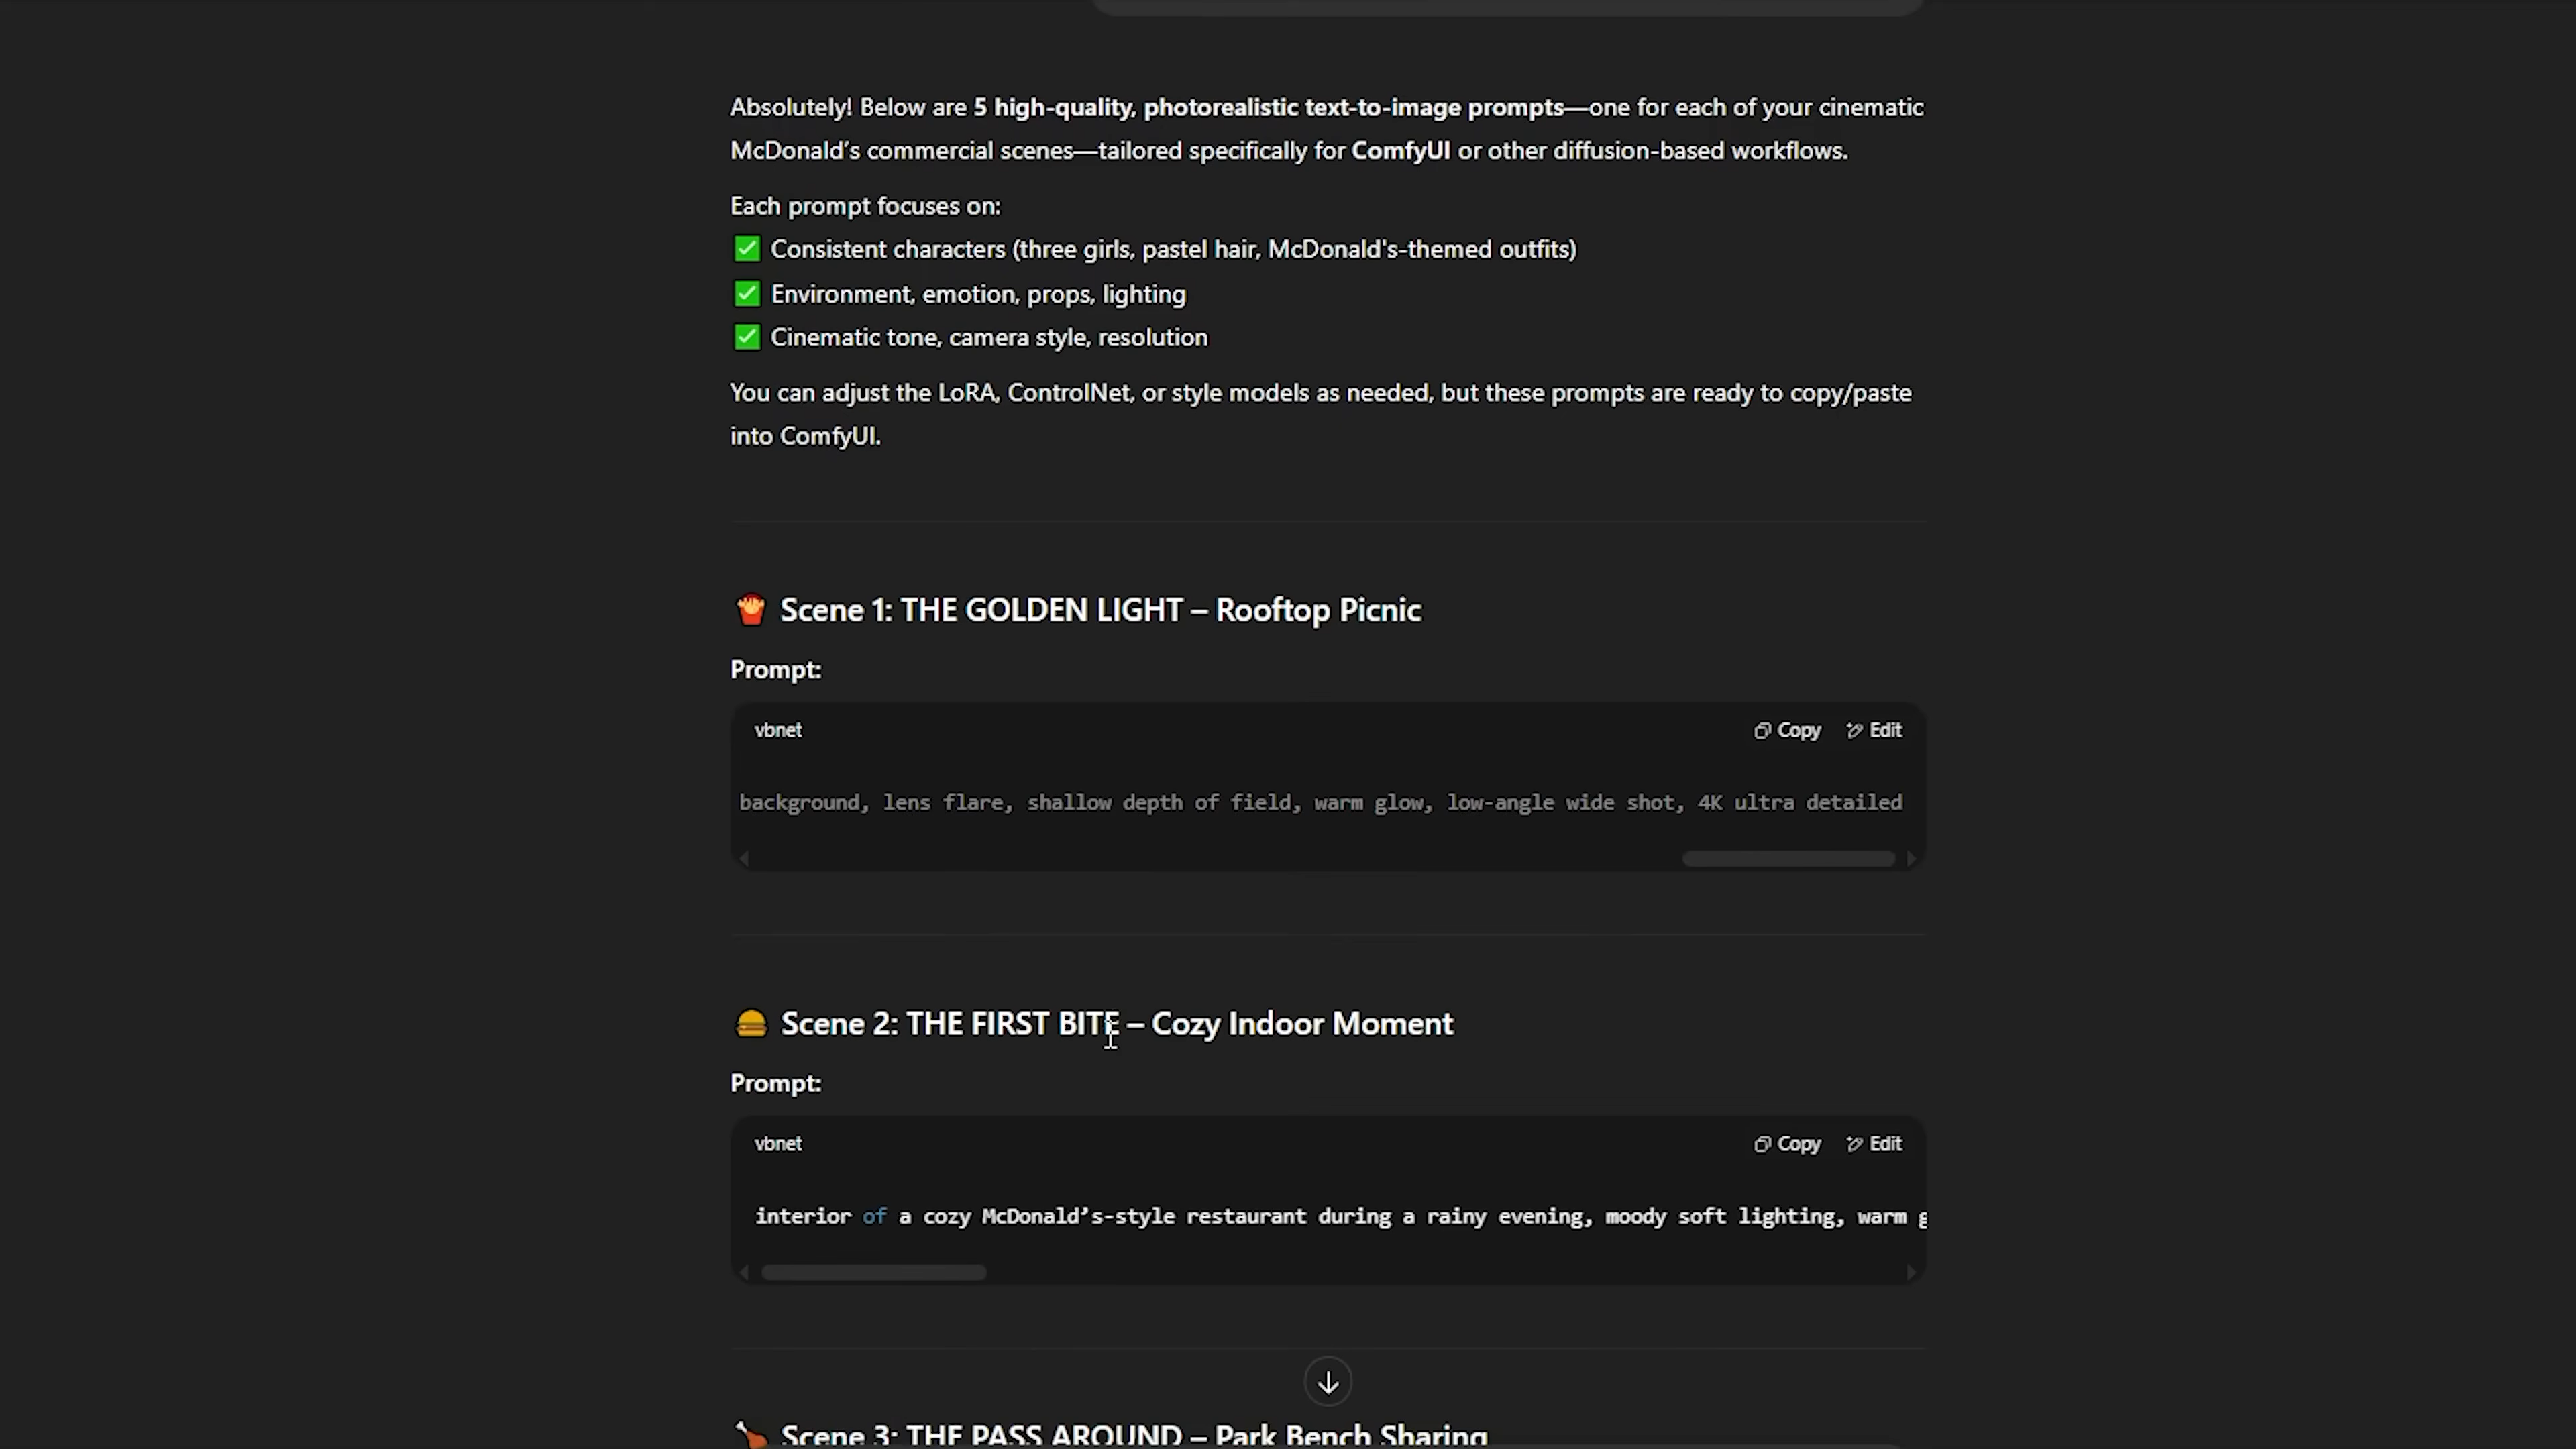 Absolutely! Below are 5 high-quality, photorealistic text-to-image prompts—one for each of your cinematic
McDonald’s commercial scenes—tailored specifically for ComfyUI or other diffusion-based workflows.
Each prompt focuses on:
✅ Consistent characters (three girls, pastel hair, McDonald's-themed outfits)
✅ Environment, emotion, props, lighting
✅ Cinematic tone, camera style, resolution
You can adjust the LoRA, ControlNet, or style models as needed, but these prompts are ready to copy/paste
into ComfyUI.
🍟 Scene 1: THE GOLDEN LIGHT – Rooftop Picnic
Prompt:
vbnet Copy Edit
background, lens flare, shallow depth of field, warm glow, low-angle wide shot, 4K ultra detailed
🍔 Scene 2: THE FIRST BITE – Cozy Indoor Moment
Prompt:
vbnet Copy Edit
interior of a cozy McDonald’s-style restaurant during a rainy evening, moody soft lighting, warm
🍗 Scene 3: THE PASS AROUND – Park Bench Sharing